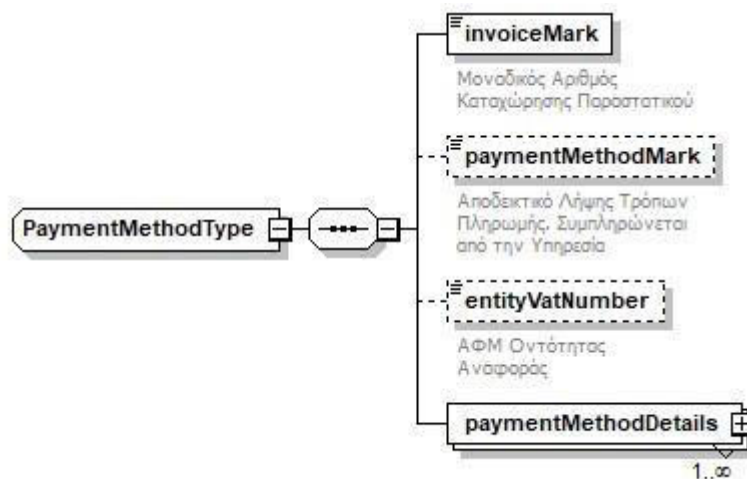 invoiceMark
Μοναδικός Αριθμός
Καταχώρησης Παραστατικού
paymentMethodMark
Αποδεικτικό Λήψης Τρόπων
Πληρωμής. Συμπληρώνεται
από την Υπηρεσία
PaymentMethodType
entityVatNumber
ΑΦΜ Οντότητας
Αναφοράς
paymentMethodDetails
1..∞